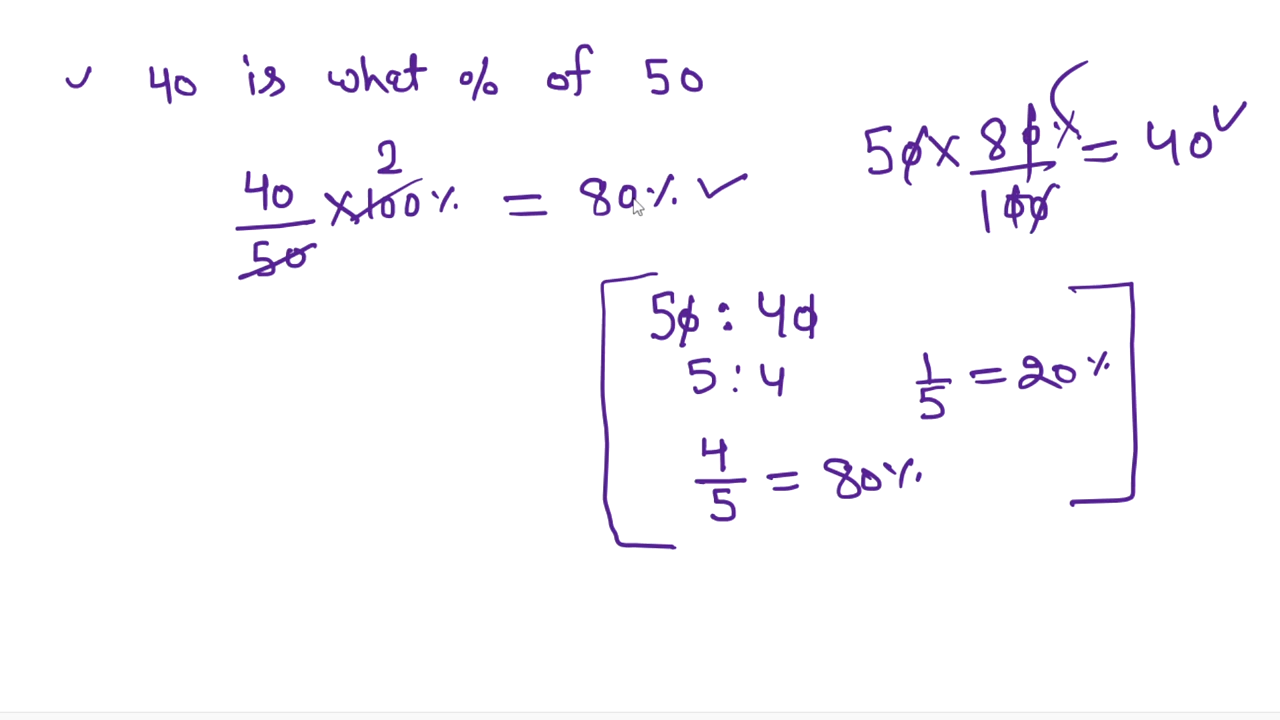 ✓ 40 is what % of 50
40/50 × 100% = 80% ✓
2
50 × 80%/100 = 40 ✓
50 : 40
5 : 4
1/5 = 20%
4/5 = 80%